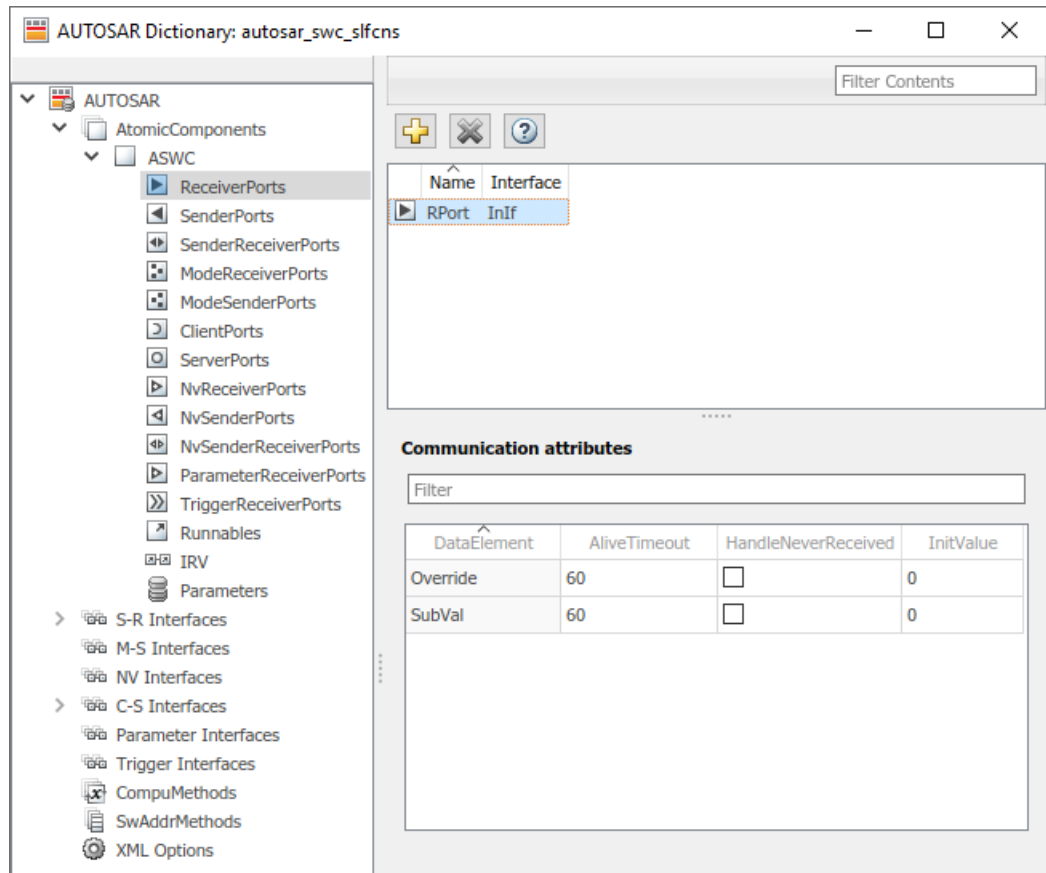 AUTOSAR Dictionary: autosar_swc_slfcns
Filter Contents
AUTOSAR
AtomicComponents
ASWC
ReceiverPorts
SenderPorts
SenderReceiverPorts
ModeReceiverPorts
ModeSenderPorts
ClientPorts
ServerPorts
NvReceiverPorts
NvSenderPorts
NvSenderReceiverPorts
ParameterReceiverPorts
TriggerReceiverPorts
Runnables
IRV
Parameters
S-R Interfaces
M-S Interfaces
NV Interfaces
C-S Interfaces
Parameter Interfaces
Trigger Interfaces
CompuMethods
SwAddrMethods
XML Options
Name Interface
RPort InIf
Communication attributes
Filter
DataElement AliveTimeout HandleNeverReceived InitValue
Override 60 0
SubVal 60 0